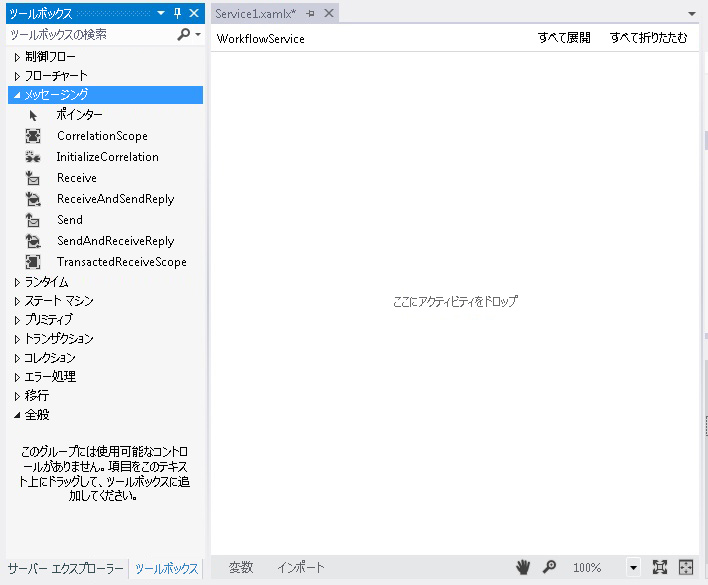 ツールボックス
ツールボックスの検索
制御フロー
フローチャート
メッセージング
ポインター
CorrelationScope
InitializeCorrelation
Receive
ReceiveAndSendReply
Send
SendAndReceiveReply
TransactedReceiveScope
ランタイム
ステート マシン
プリミティブ
トランザクション
コレクション
エラー処理
移行
全般
このグループには使用可能なコントロ
ールがありません。項目をこのテキス
ト上にドラッグして、ツールボックスに追
加してください。
サーバー エクスプローラー ツールボックス
Service1.xamlx*
WorkflowService すべて展開 すべて折りたたむ
ここにアクティビティをドロップ
変数 インポート 100%